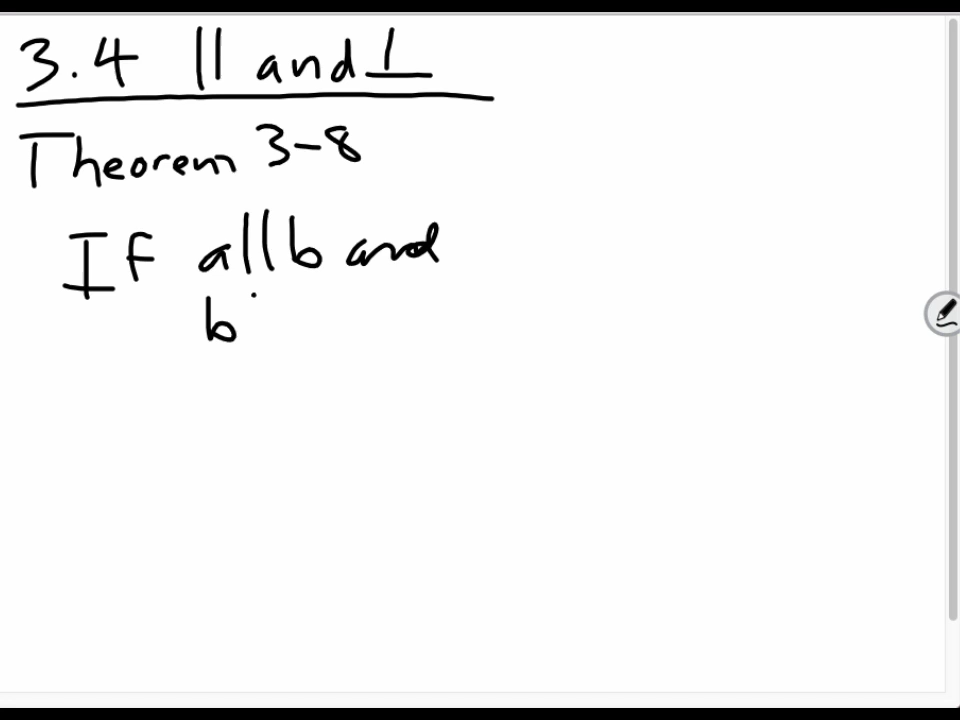 3.4 || and ⊥
Theorem 3-8
If a||b and
b